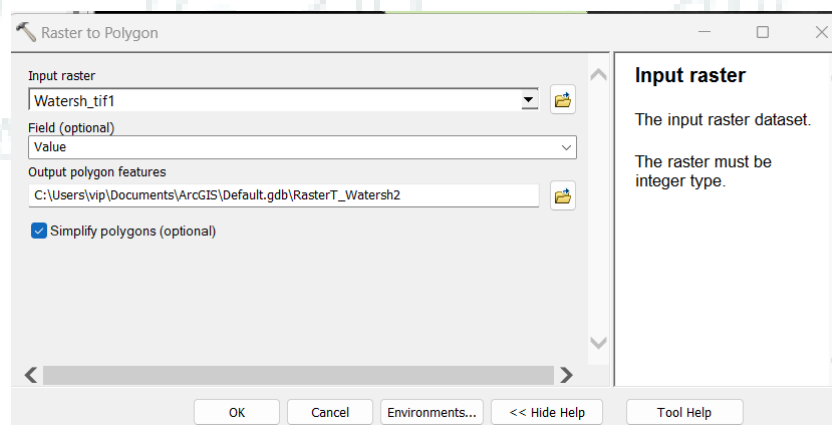 Raster to Polygon
Input raster
Watersh_tif1
Field (optional)
Value
Output polygon features
C:\Users\vip\Documents\ArcGIS\Default.gdb\RasterT_Watersh2
Simplify polygons (optional)
Input raster
The input raster dataset.
The raster must be
integer type.
OK
Cancel
Environments...
<< Hide Help
Tool Help